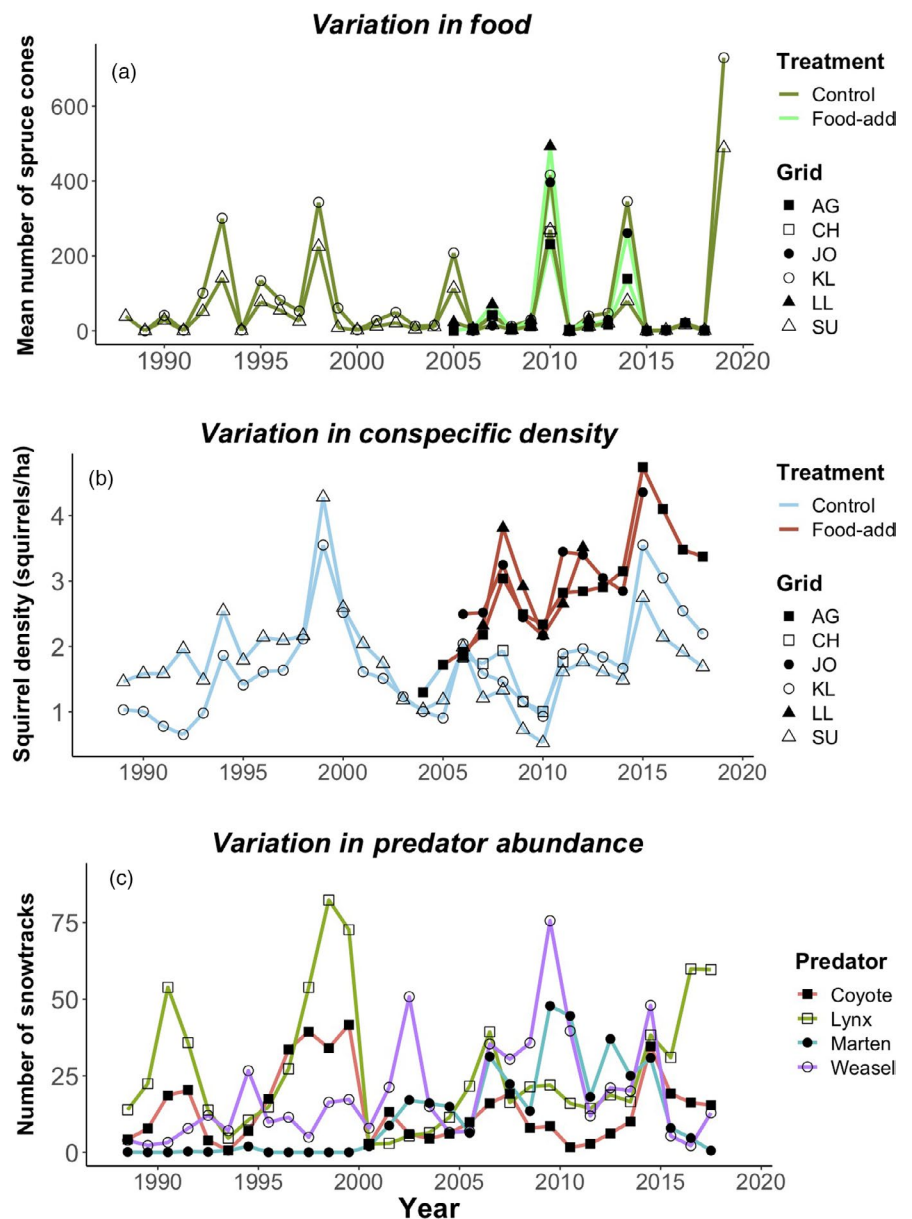 Variation in food
(a)
Mean number of spruce cones
600
400
200
0
1990 1995 2000 2005 2010 2015 2020
Treatment
Control
Food-add
Grid
AG
CH
JO
KL
LL
SU
Variation in conspecific density
(b)
Squirrel density (squirrels/ha)
4
3
2
1
1990 1995 2000 2005 2010 2015 2020
Treatment
Control
Food-add
Grid
AG
CH
JO
KL
LL
SU
Variation in predator abundance
(c)
Number of snowtracks
75
50
25
0
1990 1995 2000 2005 2010 2015 2020
Year
Predator
Coyote
Lynx
Marten
Weasel